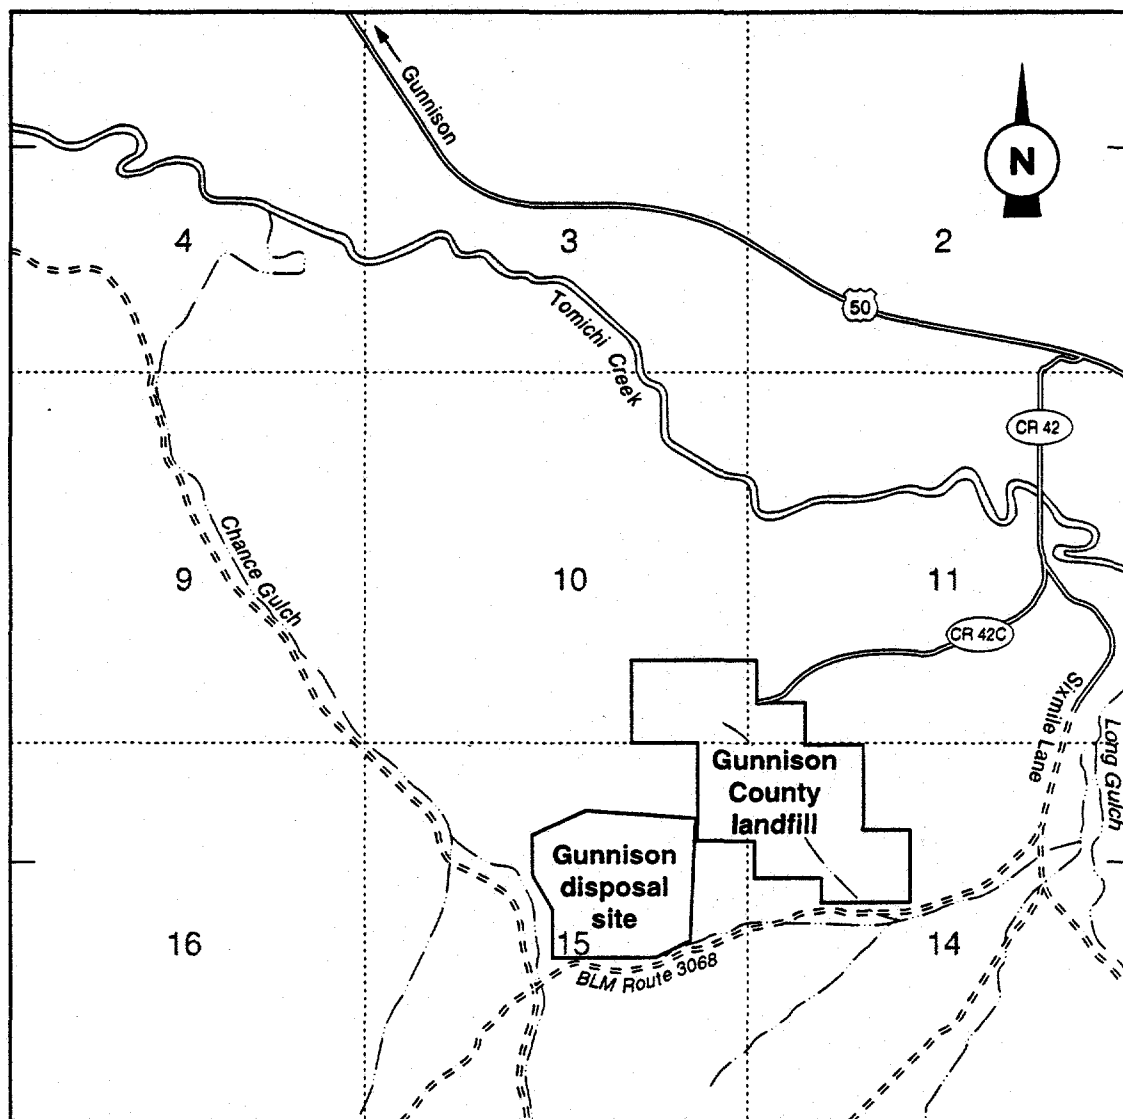 Gunnison
N
4
3
2
50
Tomichi Creek
CR 42
Chance Gulch
9
10
11
CR 42C
Sixmile Lane
Long Gulch
Gunnison
County
landfill
Gunnison
disposal
site
16
15
14
BLM Route 3068